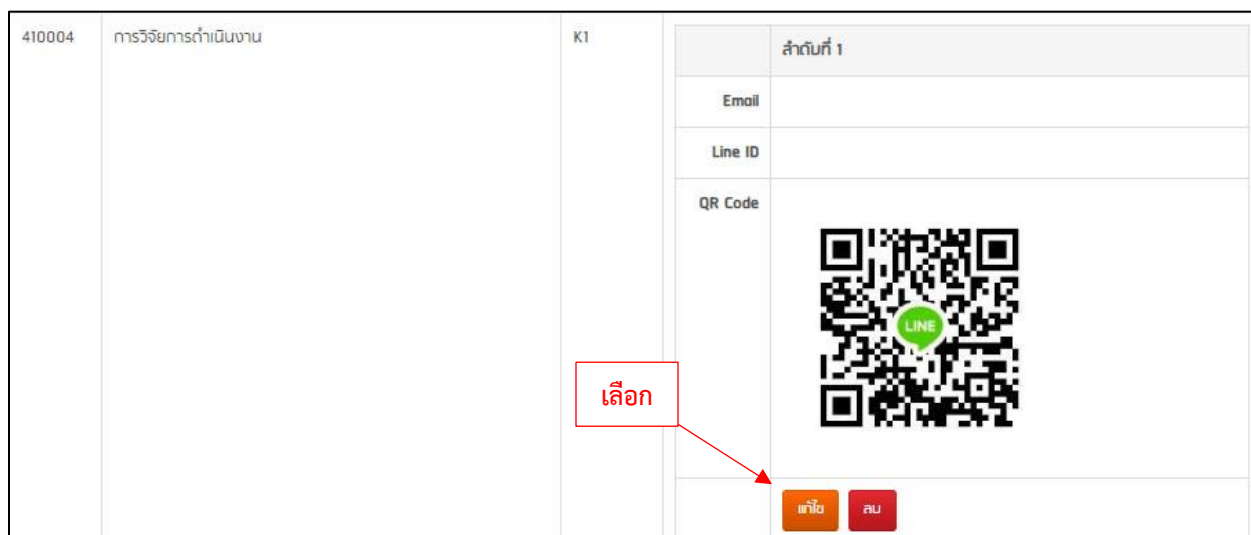 410004 การวิจัยการดำเนินงาน K1
ลำดับที่ 1
Email
Line ID
QR Code
LINE
เลือก
แก้ไข ลบ